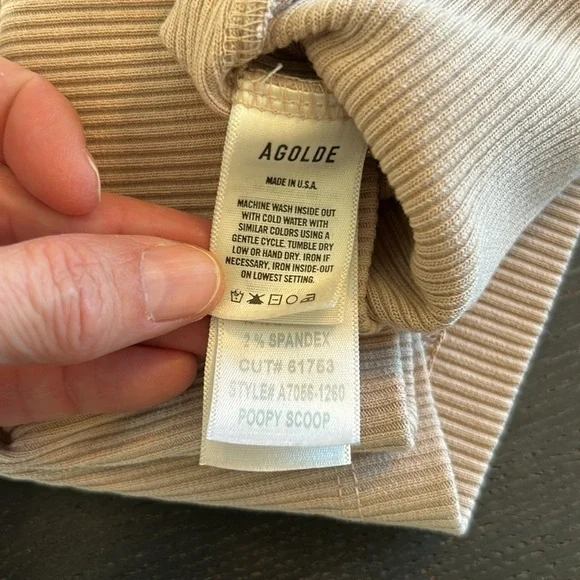 AGOLDE
MADE IN U.S.A.
MACHINE WASH INSIDE OUT
WITH COLD WATER WITH
SIMILAR COLORS USING A
GENTLE CYCLE. TUMBLE DRY
LOW OR HAND DRY. IRON IF
NECESSARY, IRON INSIDE-OUT
ON LOWEST SETTING.
2 % SPANDEX
CUT# 61753
STYLE# A7056-1260
POOPY SCOOP